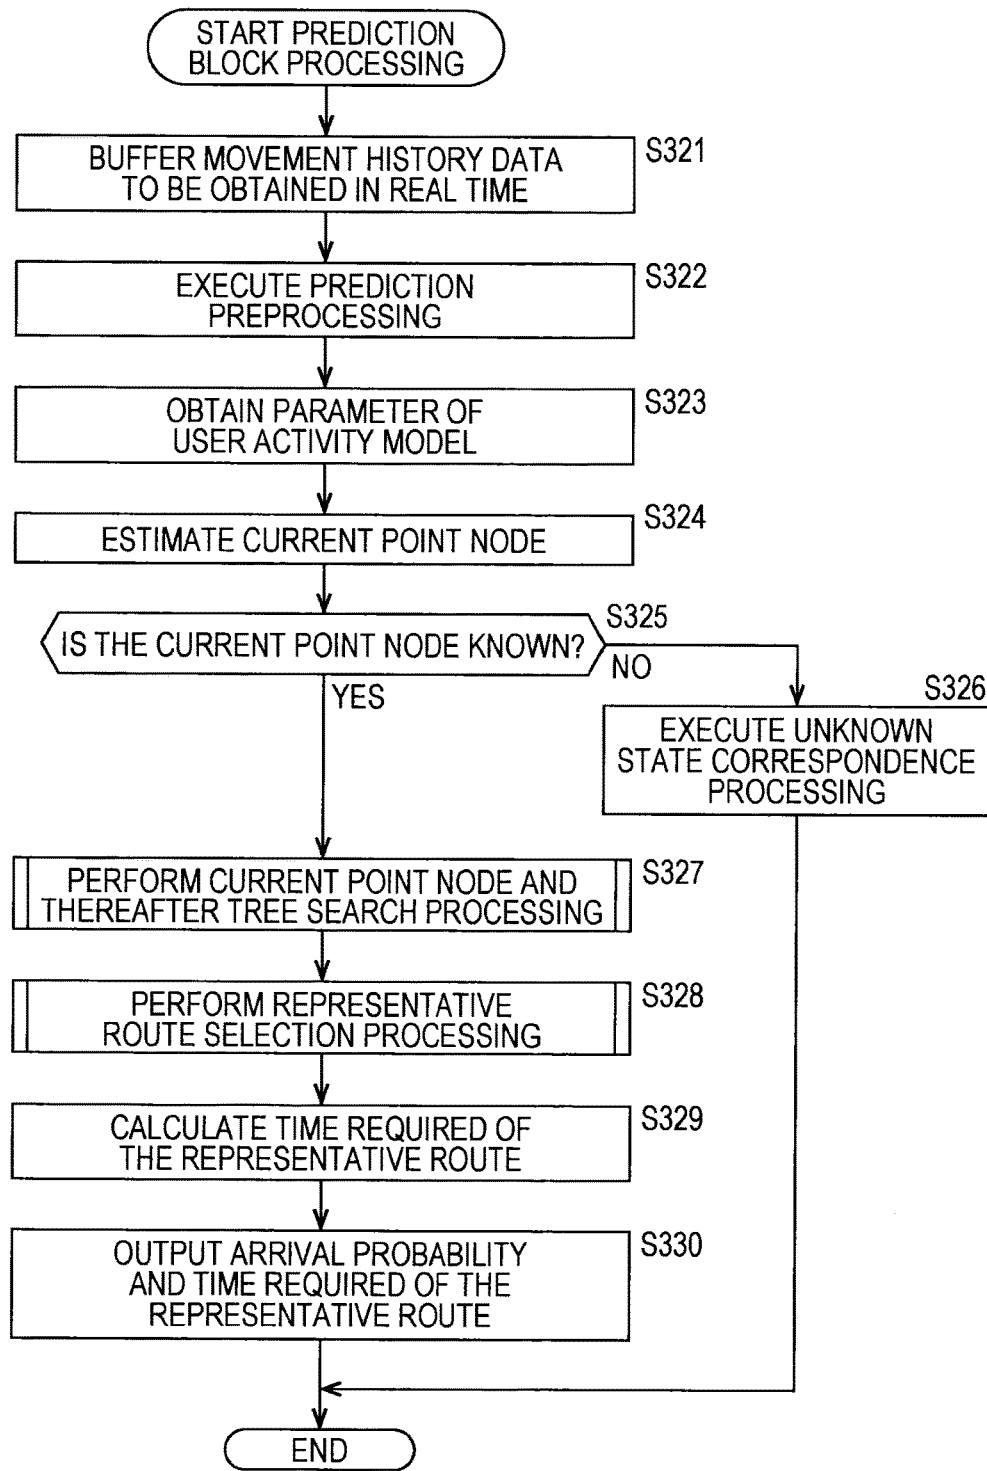 START PREDICTION
BLOCK PROCESSING
BUFFER MOVEMENT HISTORY DATA
TO BE OBTAINED IN REAL TIME
S321
EXECUTE PREDICTION
PREPROCESSING
S322
OBTAIN PARAMETER OF
USER ACTIVITY MODEL
S323
ESTIMATE CURRENT POINT NODE
S324
IS THE CURRENT POINT NODE KNOWN?
S325
NO
YES
S326
EXECUTE UNKNOWN
STATE CORRESPONDENCE
PROCESSING
PERFORM CURRENT POINT NODE AND
THEREAFTER TREE SEARCH PROCESSING
S327
PERFORM REPRESENTATIVE
ROUTE SELECTION PROCESSING
S328
CALCULATE TIME REQUIRED OF
THE REPRESENTATIVE ROUTE
S329
OUTPUT ARRIVAL PROBABILITY
AND TIME REQUIRED OF THE
REPRESENTATIVE ROUTE
S330
END